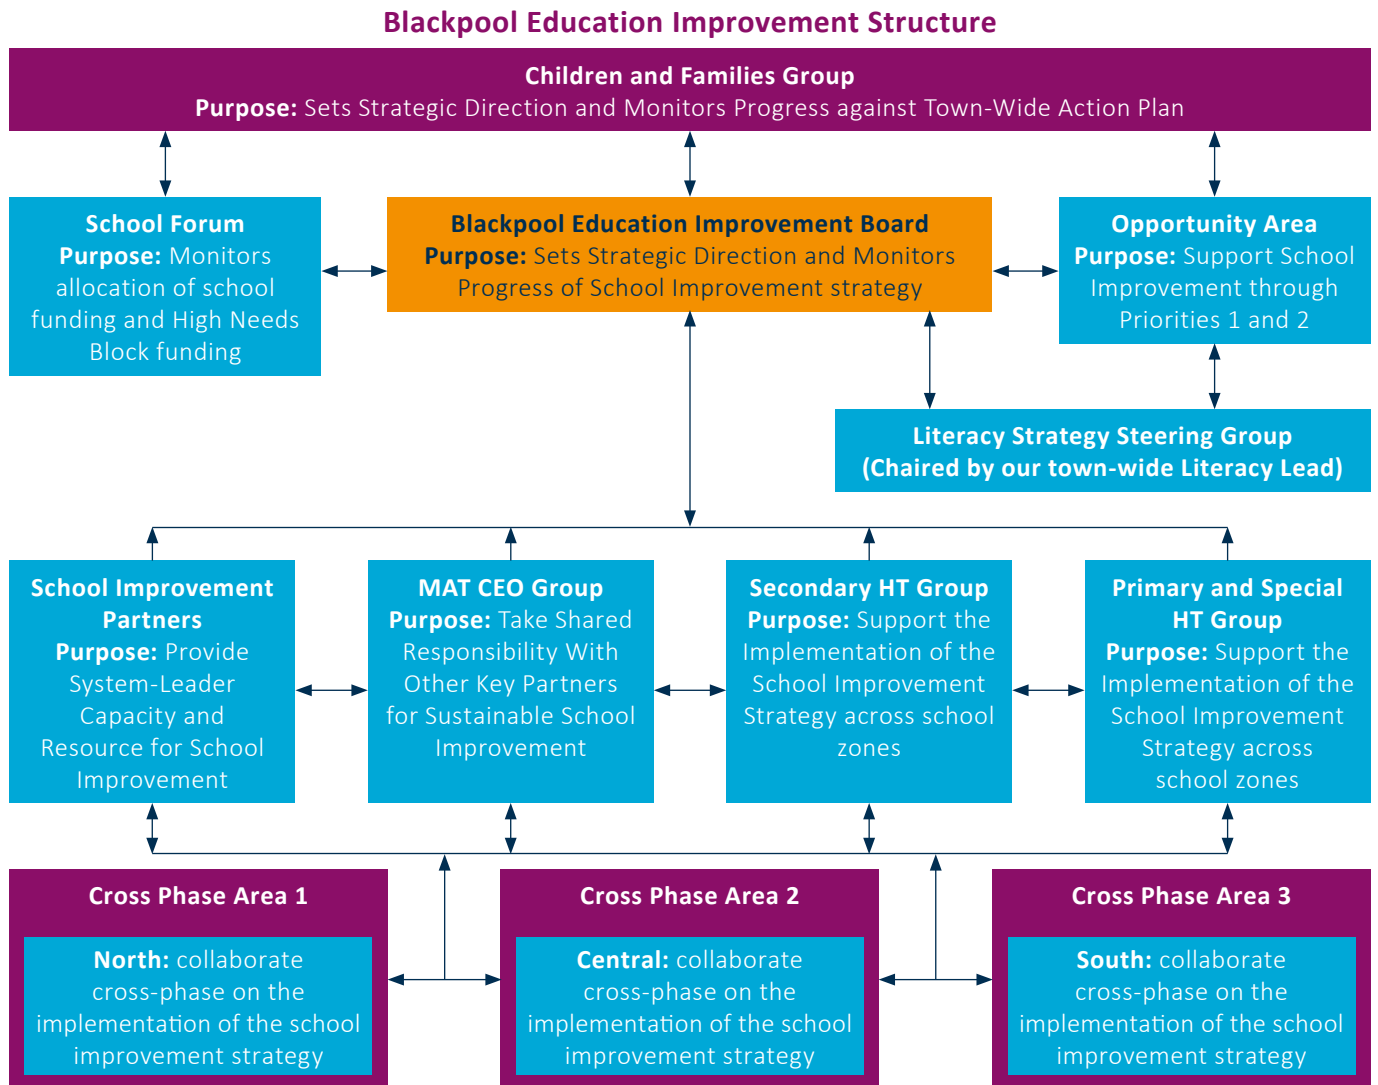 Blackpool Education Improvement Structure
Children and Families Group
Purpose: Sets Strategic Direction and Monitors Progress against Town-Wide Action Plan
School Forum
Purpose: Monitors
allocation of school
funding and High Needs
Block funding
Blackpool Education Improvement Board
Purpose: Sets Strategic Direction and Monitors
Progress of School Improvement strategy
Opportunity Area
Purpose: Support School
Improvement through
Priorities 1 and 2
Literacy Strategy Steering Group
(Chaired by our town-wide Literacy Lead)
School Improvement
Partners
Purpose: Provide
System-Leader
Capacity and
Resource for School
Improvement
MAT CEO Group
Purpose: Take Shared
Responsibility With
Other Key Partners
for Sustainable School
Improvement
Secondary HT Group
Purpose: Support the
Implementation of the
School Improvement
Strategy across school
zones
Primary and Special
HT Group
Purpose: Support the
Implementation of the
School Improvement
Strategy across
school zones
Cross Phase Area 1
North: collaborate
cross-phase on the
implementation of the school
improvement strategy
Cross Phase Area 2
Central: collaborate
cross-phase on the
implementation of the school
improvement strategy
Cross Phase Area 3
South: collaborate
cross-phase on the
implementation of the school
improvement strategy